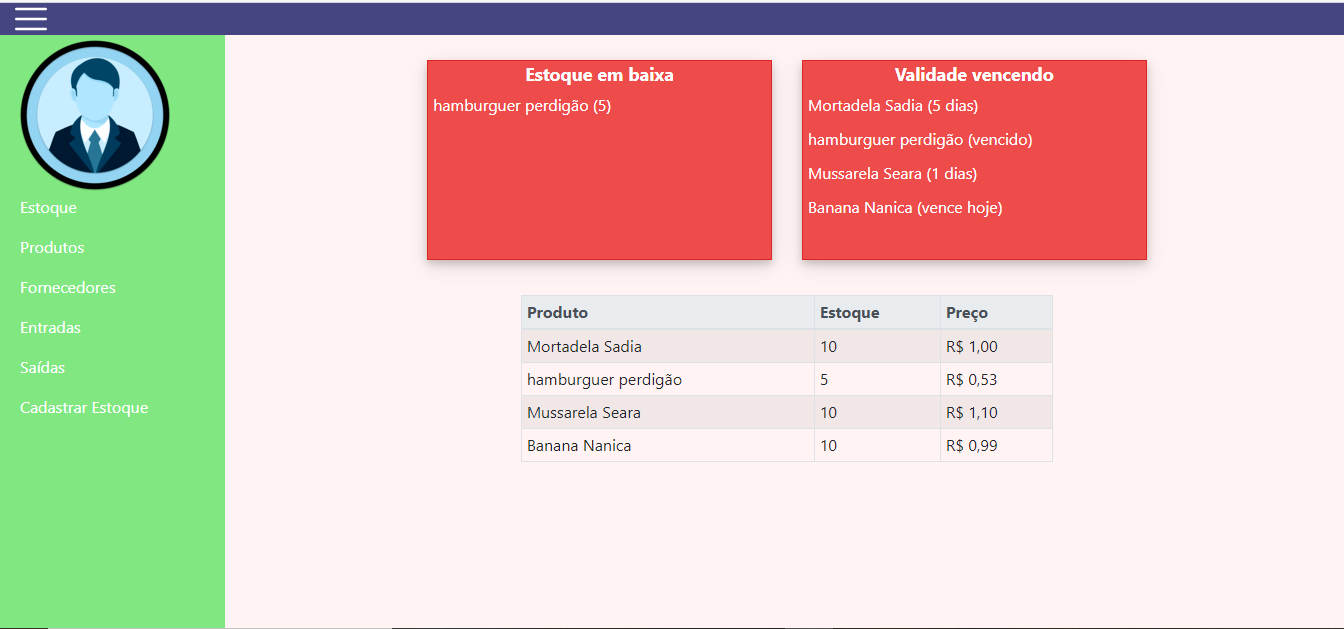 Estoque
Produtos
Fornecedores
Entradas
Saídas
Cadastrar Estoque
Estoque em baixa
hamburguer perdigão (5)
Validade vencendo
Mortadela Sadia (5 dias)
hamburguer perdigão (vencido)
Mussarela Seara (1 dias)
Banana Nanica (vence hoje)
Produto Estoque Preço
Mortadela Sadia 10 R$ 1,00
hamburguer perdigão 5 R$ 0,53
Mussarela Seara 10 R$ 1,10
Banana Nanica 10 R$ 0,99